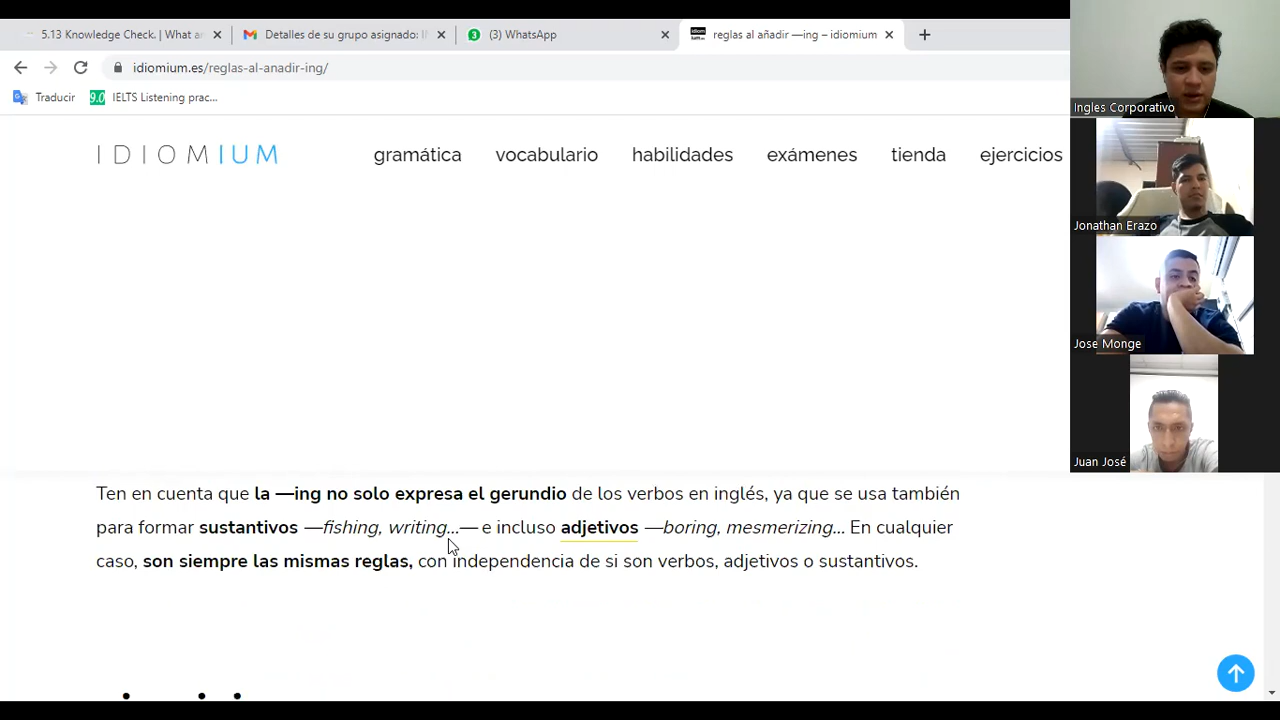 5.13 Knowledge Check. | What an
Detalles de su grupo asignado: I
(3) WhatsApp
reglas al añadir —ing – idiomium
idiomium.es/reglas-al-anadir-ing/
Traducir
9.0 IELTS Listening prac...
IDIOMIUM
gramática vocabulario habilidades exámenes tienda ejercicios
Ten en cuenta que la —ing no solo expresa el gerundio de los verbos en inglés, ya que se usa también
para formar sustantivos —fishing, writing...— e incluso adjetivos —boring, mesmerizing... En cualquier
caso, son siempre las mismas reglas, con independencia de si son verbos, adjetivos o sustantivos.
Ingles Corporativo
Jonathan Erazo
Jose Monge
Juan José